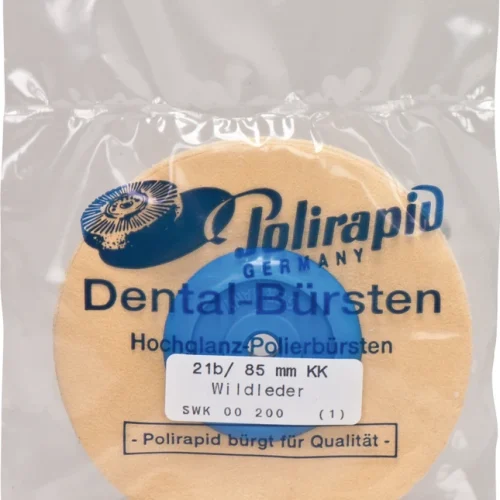 Polirapid
GERMANY
Dental-Bürsten
Hochglanz-Polierbürsten
21b/ 85 mm KK
Wildleder
SWK 00 200 (1)
- Polirapid bürgt für Qualität -